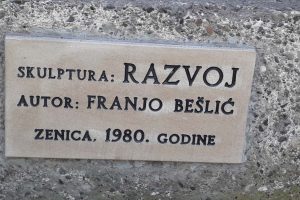 SKULPTURA: RAZVOJ
AUTOR: FRANJO BEŠLIĆ
ZENICA, 1980. GODINE